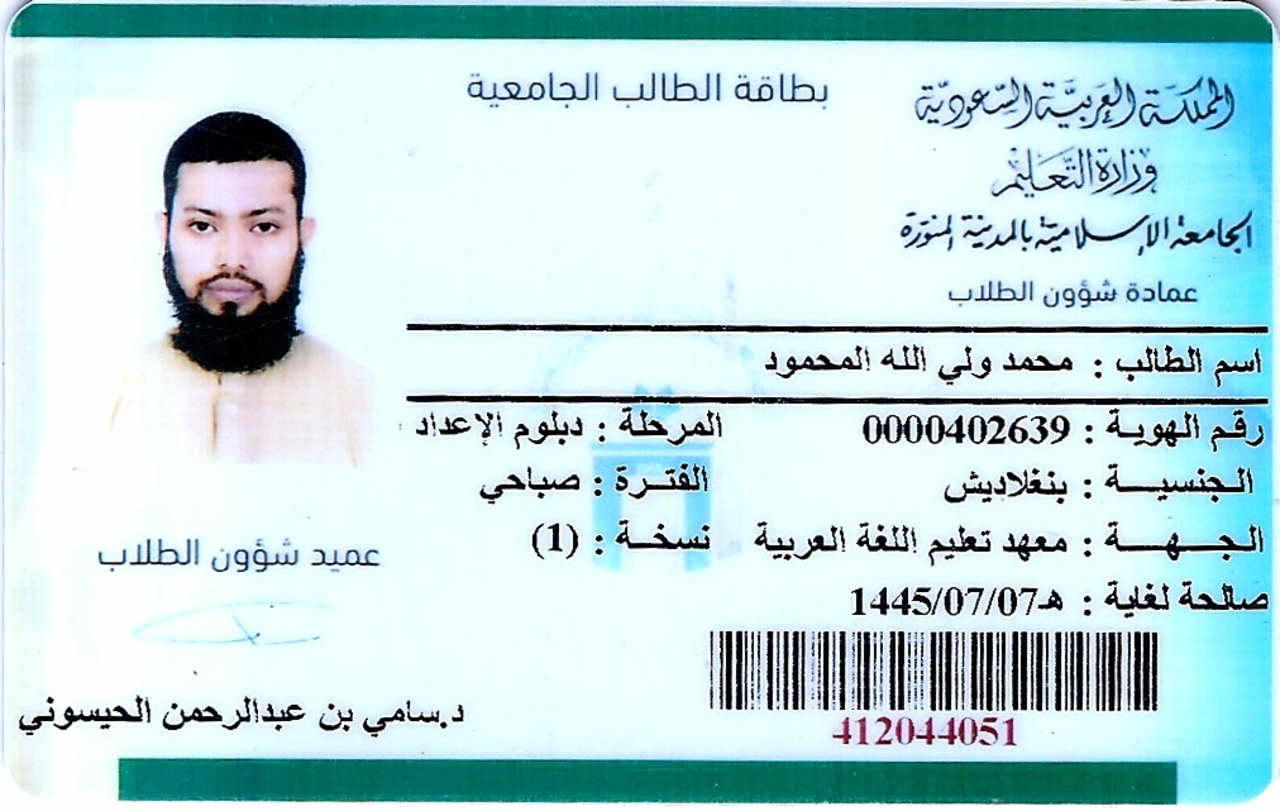 المملكة العربية السعودية
وزارة التعليم
الجامعة الإسلامية بالمدينة المنورة
عمادة شؤون الطلاب
بطاقة الطالب الجامعية
اسم الطالب : محمد ولي الله المحمود
رقم الهوية : 0000402639 المرحلة : دبلوم الإعداد
الجنسية : بنغلاديش الفترة : صباحي
الجهة : معهد تعليم اللغة العربية نسخة : (1)
صالحة لغاية : 1445/07/07هـ
412044051
عميد شؤون الطلاب
د.سامي بن عبدالرحمن الحيسوني